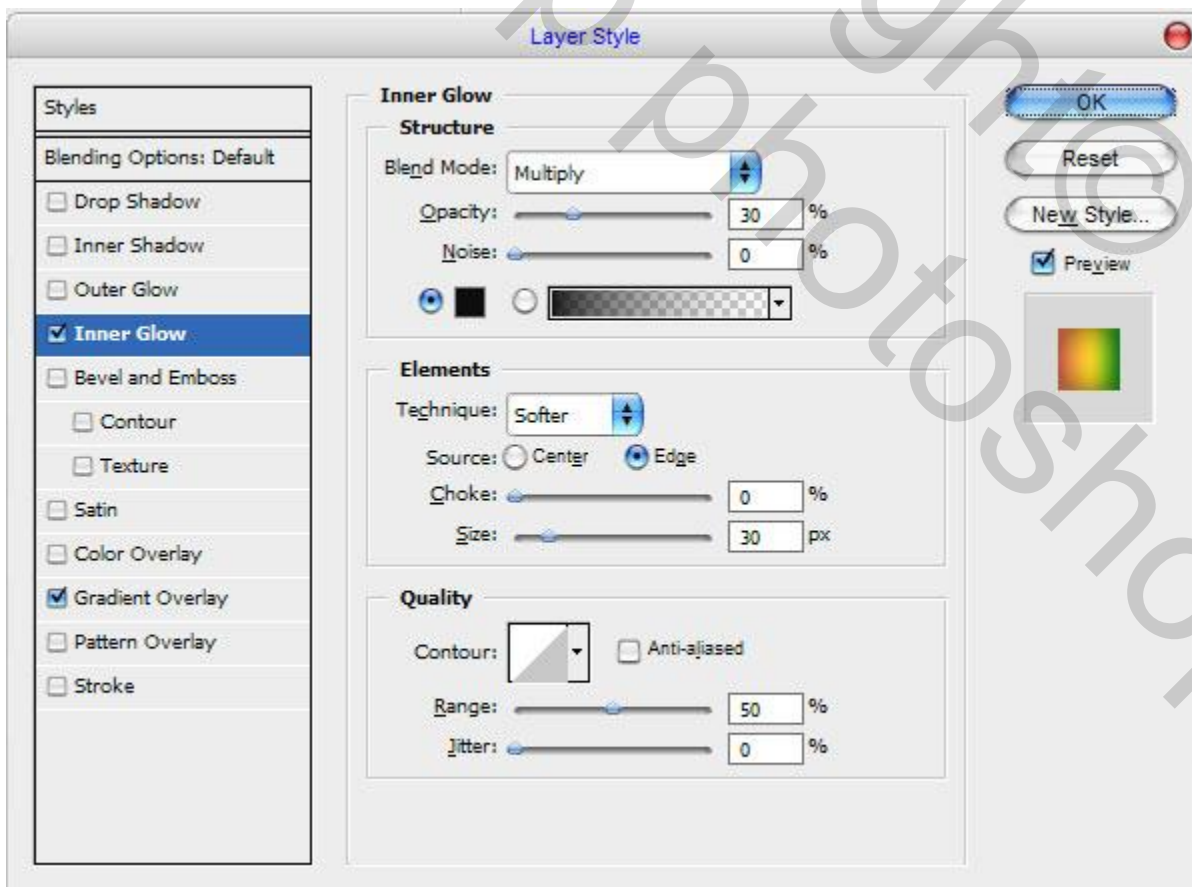 Layer Style
Styles
Blending Options: Default
Drop Shadow
Inner Shadow
Outer Glow
Inner Glow
Bevel and Emboss
Contour
Texture
Satin
Color Overlay
Gradient Overlay
Pattern Overlay
Stroke
Inner Glow
Structure
Blend Mode: Multiply
Opacity: 30 %
Noise: 0 %
Elements
Technique: Softer
Source: Center Edge
Choke: 0 %
Size: 30 px
Quality
Contour: Anti-aliased
Range: 50 %
Jitter: 0 %
OK
Reset
New Style...
Preview